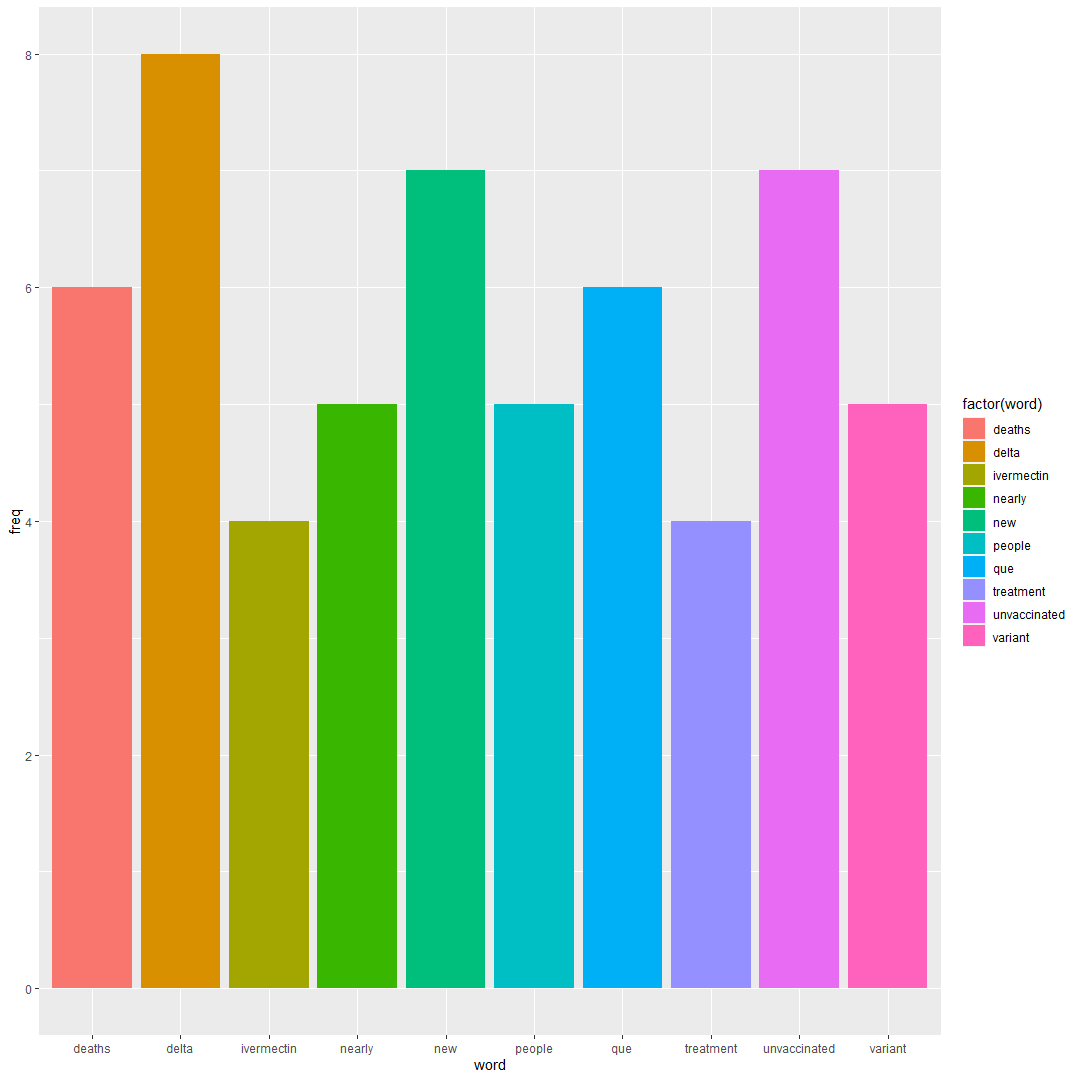 8
6
4
2
0
freq
deaths delta ivermectin nearly new people que treatment unvaccinated variant
word
factor(word)
deaths
delta
ivermectin
nearly
new
people
que
treatment
unvaccinated
variant